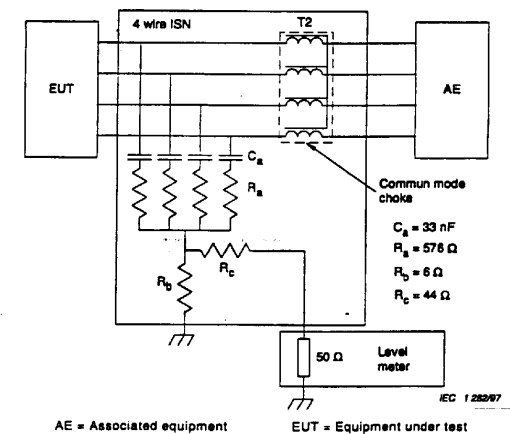 4 wire ISN
T2
EUT
AE
Ca
Ra
Commun mode
choke
Ca = 33 nF
Ra = 576 Ω
Rb = 6 Ω
Rc = 44 Ω
Rc
Rb
50 Ω
Level
meter
IEC 1 282/97
AE = Associated equipment
EUT = Equipment under test